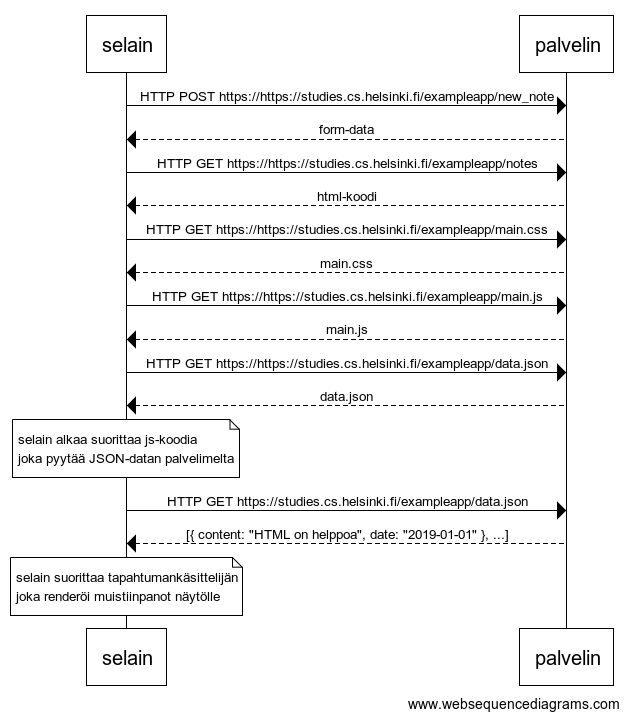 selain palvelin
HTTP POST https://https://studies.cs.helsinki.fi/exampleapp/new_note
form-data
HTTP GET https://https://studies.cs.helsinki.fi/exampleapp/notes
html-koodi
HTTP GET https://https://studies.cs.helsinki.fi/exampleapp/main.css
main.css
HTTP GET https://https://studies.cs.helsinki.fi/exampleapp/main.js
main.js
HTTP GET https://https://studies.cs.helsinki.fi/exampleapp/data.json
data.json
selain alkaa suorittaa js-koodia
joka pyytää JSON-datan palvelimelta
HTTP GET https://studies.cs.helsinki.fi/exampleapp/data.json
[{ content: "HTML on helppoa", date: "2019-01-01" }, ...]
selain suorittaa tapahtumankäsittelijän
joka renderöi muistiinpanot näytölle
selain palvelin
www.websequencediagrams.com